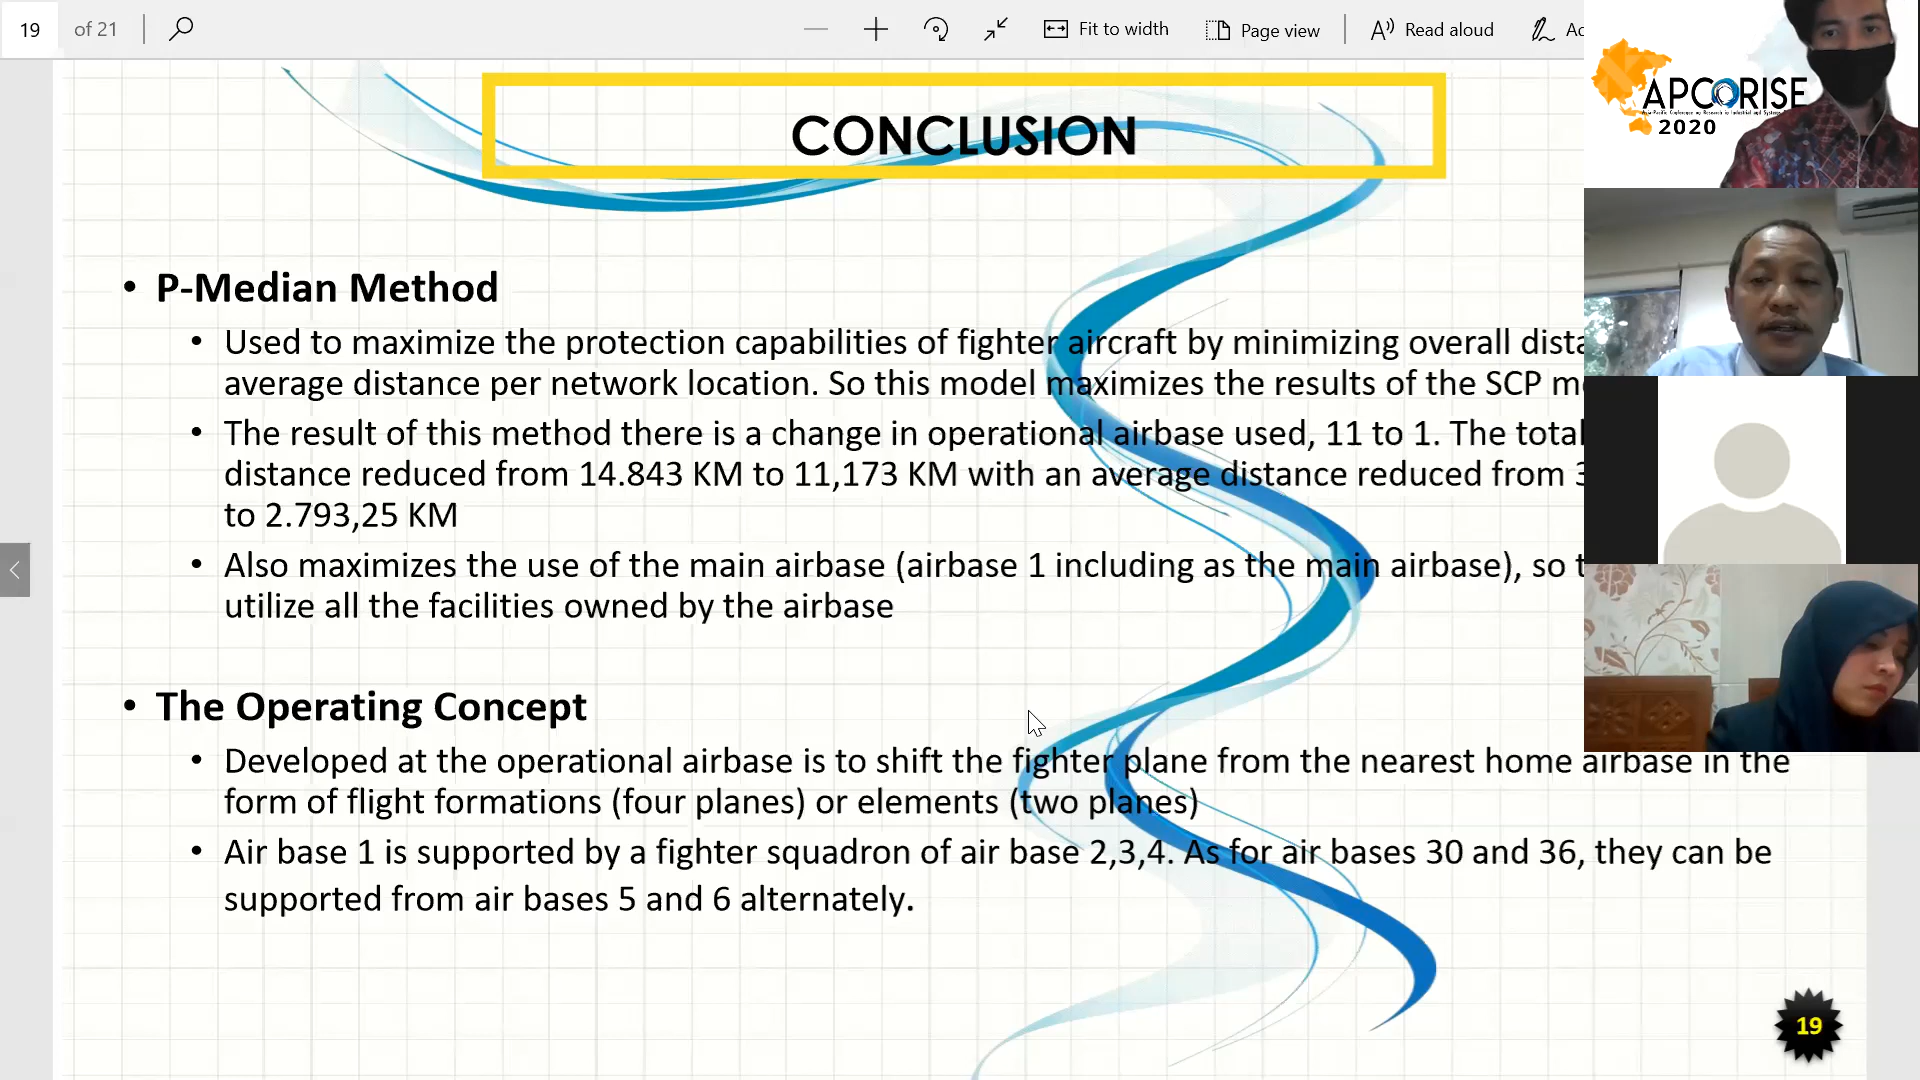 19 of 21
Fit to width
Page view
Read aloud
APCORISE
2020
CONCLUSION
• P-Median Method
• Used to maximize the protection capabilities of fighter aircraft by minimizing overall dista
average distance per network location. So this model maximizes the results of the SCP m
• The result of this method there is a change in operational airbase used, 11 to 1. The total
distance reduced from 14.843 KM to 11,173 KM with an average distance reduced from 3
to 2.793,25 KM
• Also maximizes the use of the main airbase (airbase 1 including as the main airbase), so t
utilize all the facilities owned by the airbase
• The Operating Concept
• Developed at the operational airbase is to shift the fighter plane from the nearest home airbase in the
form of flight formations (four planes) or elements (two planes)
• Air base 1 is supported by a fighter squadron of air base 2,3,4. As for air bases 30 and 36, they can be
supported from air bases 5 and 6 alternately.
19